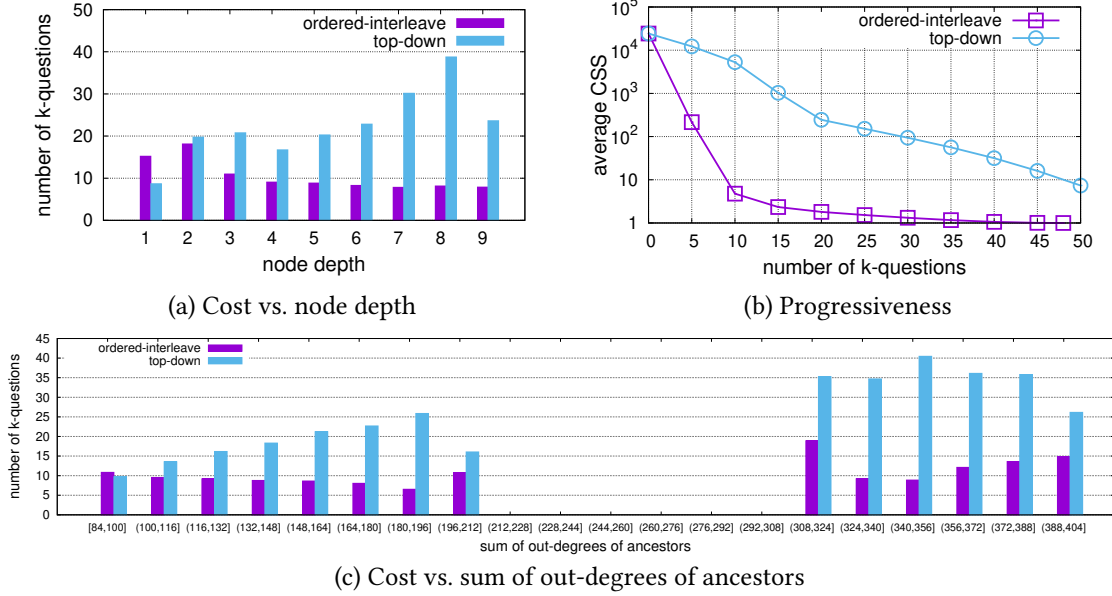 ordered-interleave
top-down
number of k-questions
50
40
30
20
10
0
1 2 3 4 5 6 7 8 9
node depth
(a) Cost vs. node depth
ordered-interleave
top-down
average CSS
10^5
10^4
10^3
10^2
10
1
0 5 10 15 20 25 30 35 40 45 50
number of k-questions
(b) Progressiveness
ordered-interleave
top-down
number of k-questions
45
40
35
30
25
20
15
10
5
0
[84,100] (100,116] (116,132] (132,148] (148,164] (164,180] (180,196] (196,212] (212,228] (228,244] (244,260] (260,276] (276,292] (292,308] (308,324] (324,340] (340,356] (356,372] (372,388] (388,404]
sum of out-degrees of ancestors
(c) Cost vs. sum of out-degrees of ancestors